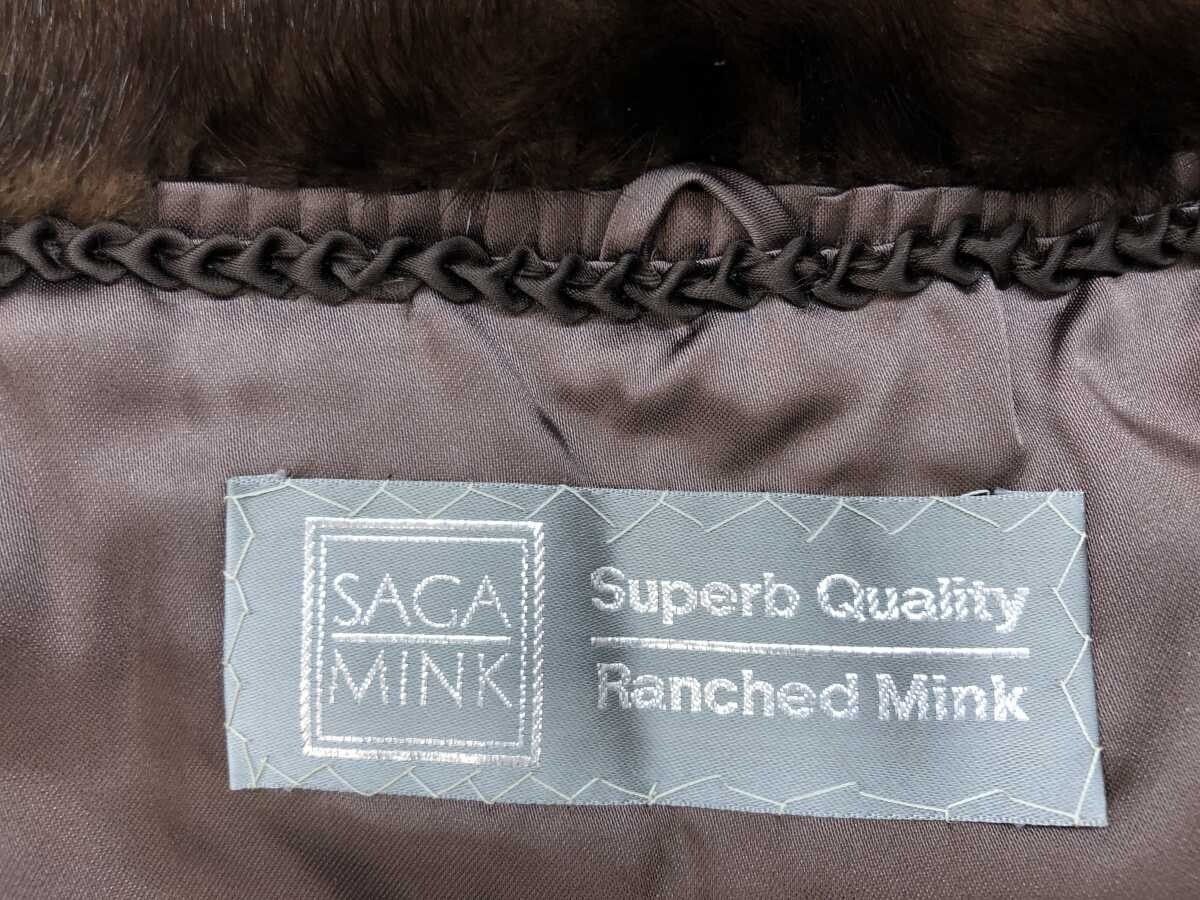 SAGA
MINK
Superb Quality
Ranched Mink